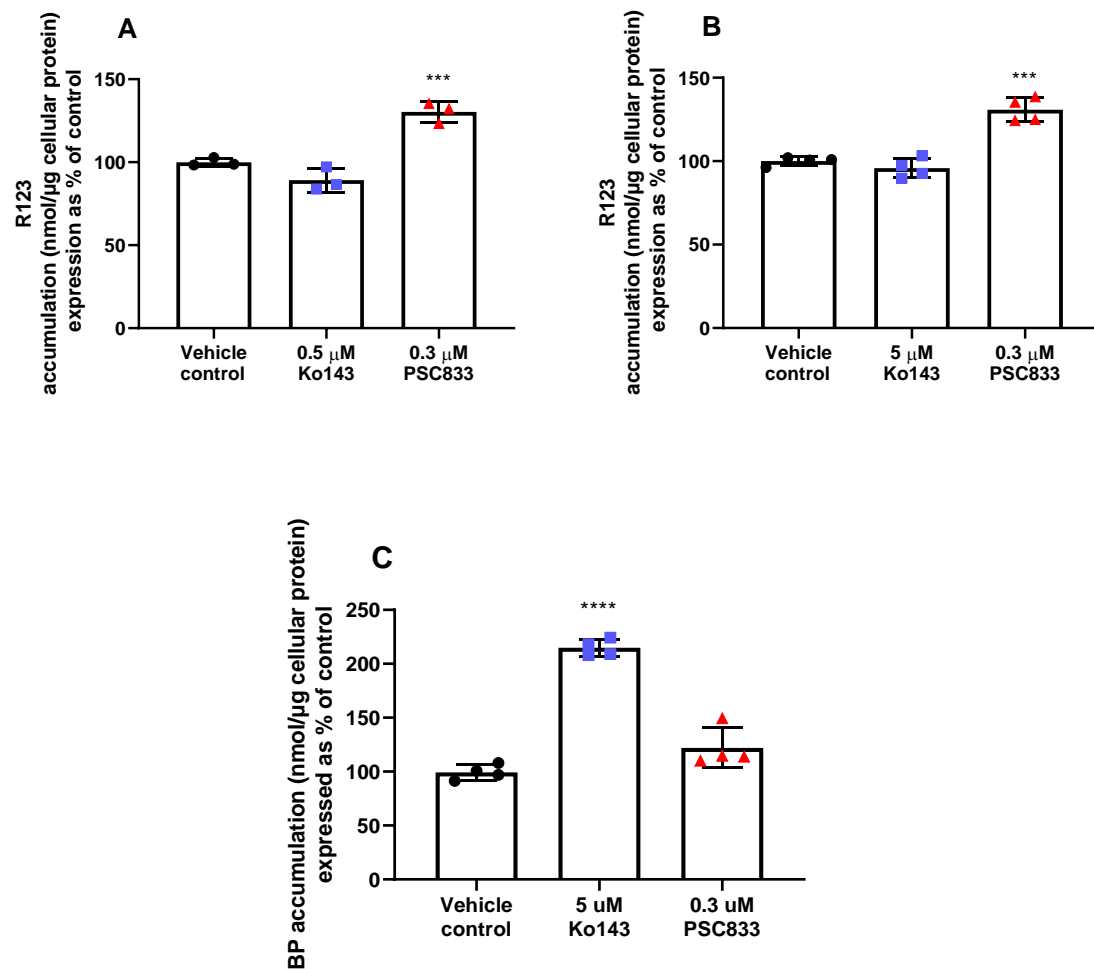 A
R123
accumulation (nmol/µg cellular protein)
expression as % of control
150
100
50
0
***
Vehicle
control
0.5 μM
Ko143
0.3 μM
PSC833
B
R123
accumulation (nmol/µg cellular protein)
expression as % of control
150
100
50
0
***
Vehicle
control
5 μM
Ko143
0.3 μM
PSC833
C
BP accumulation (nmol/µg cellular protein)
expressed as % of control
250
200
150
100
50
0
****
Vehicle
control
5 uM
Ko143
0.3 uM
PSC833